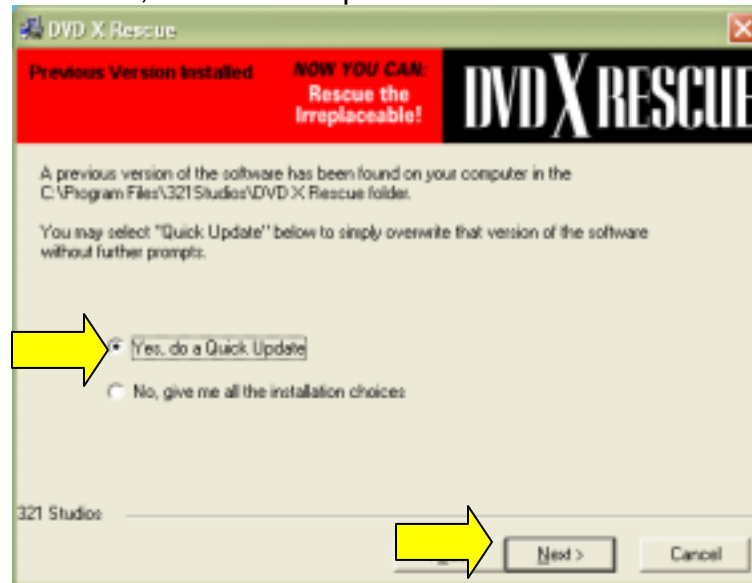 DVD X Rescue
Previous Version Installed
NOW YOU CAN:
Rescue the
Irreplaceable!
DVD X RESCUE
A previous version of the software has been found on your computer in the
C:\Program Files\321Studios\DVD X Rescue folder.
You may select "Quick Update" below to simply overwrite that version of the software
without further prompts.
Yes, do a Quick Update
No, give me all the installation choices
321 Studios
Next >
Cancel